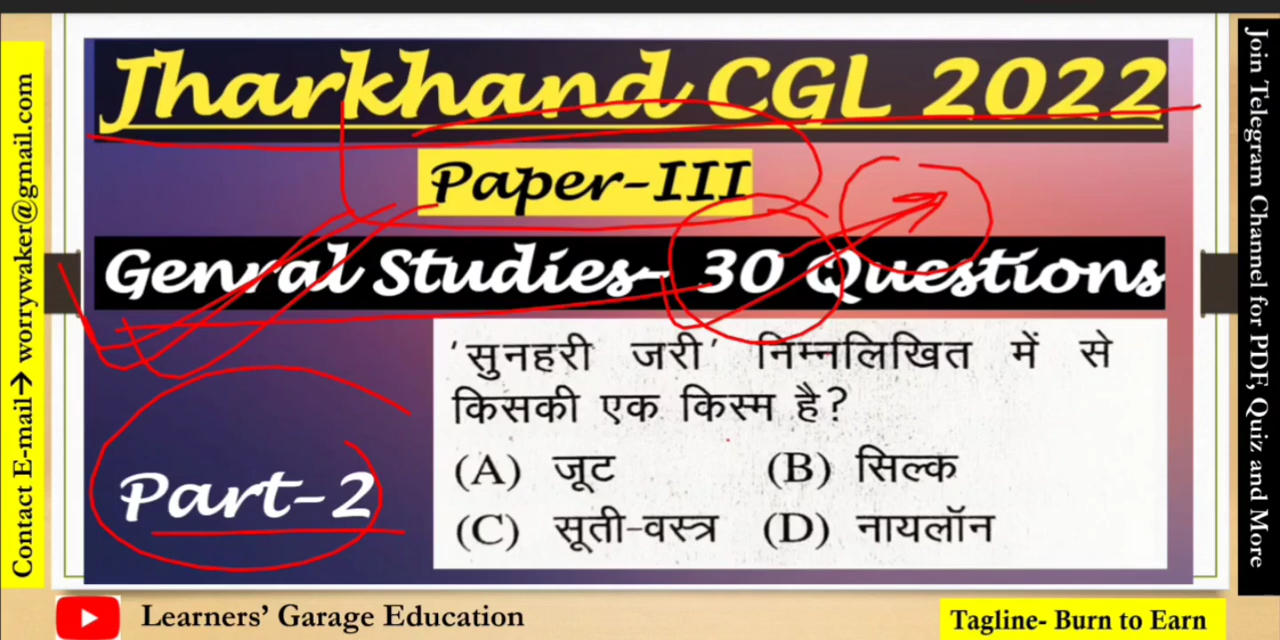 Jharkhand CGL 2022
Paper-III
Genral Studies- 30 Questions
Part-2
'सुनहरी जरी' निम्नलिखित में से
किसकी एक किस्म है?
(A) जूट (B) सिल्क
(C) सूती-वस्त्र (D) नायलॉन
Contact E-mail→ worrywaker@gmail.com
Join Telegram Channel for PDF, Quiz and More
Learners' Garage Education
Tagline- Burn to Earn